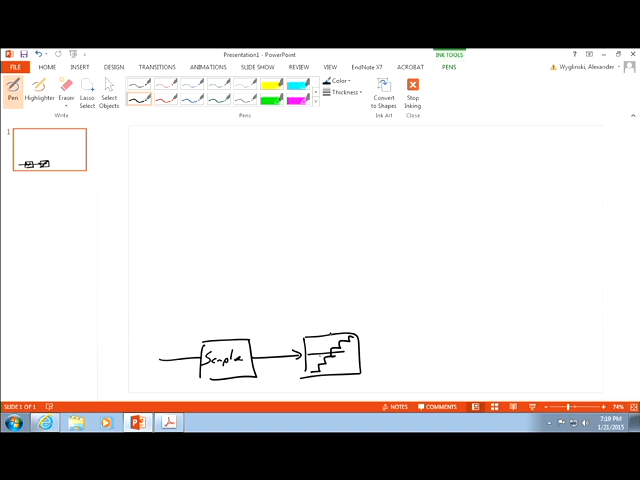 Presentation1 - PowerPoint
INK TOOLS
FILE HOME INSERT DESIGN TRANSITIONS ANIMATIONS SLIDE SHOW REVIEW VIEW EndNote X7 ACROBAT PENS
Wyglinski, Alexander
Pen Highlighter Eraser Lasso Select Select Objects
Color
Thickness
Convert to Shapes Stop Inking
Write Pens Ink Art Close
1
Sample
SLIDE 1 OF 1 NOTES COMMENTS 74%
7:19 PM
1/21/2015